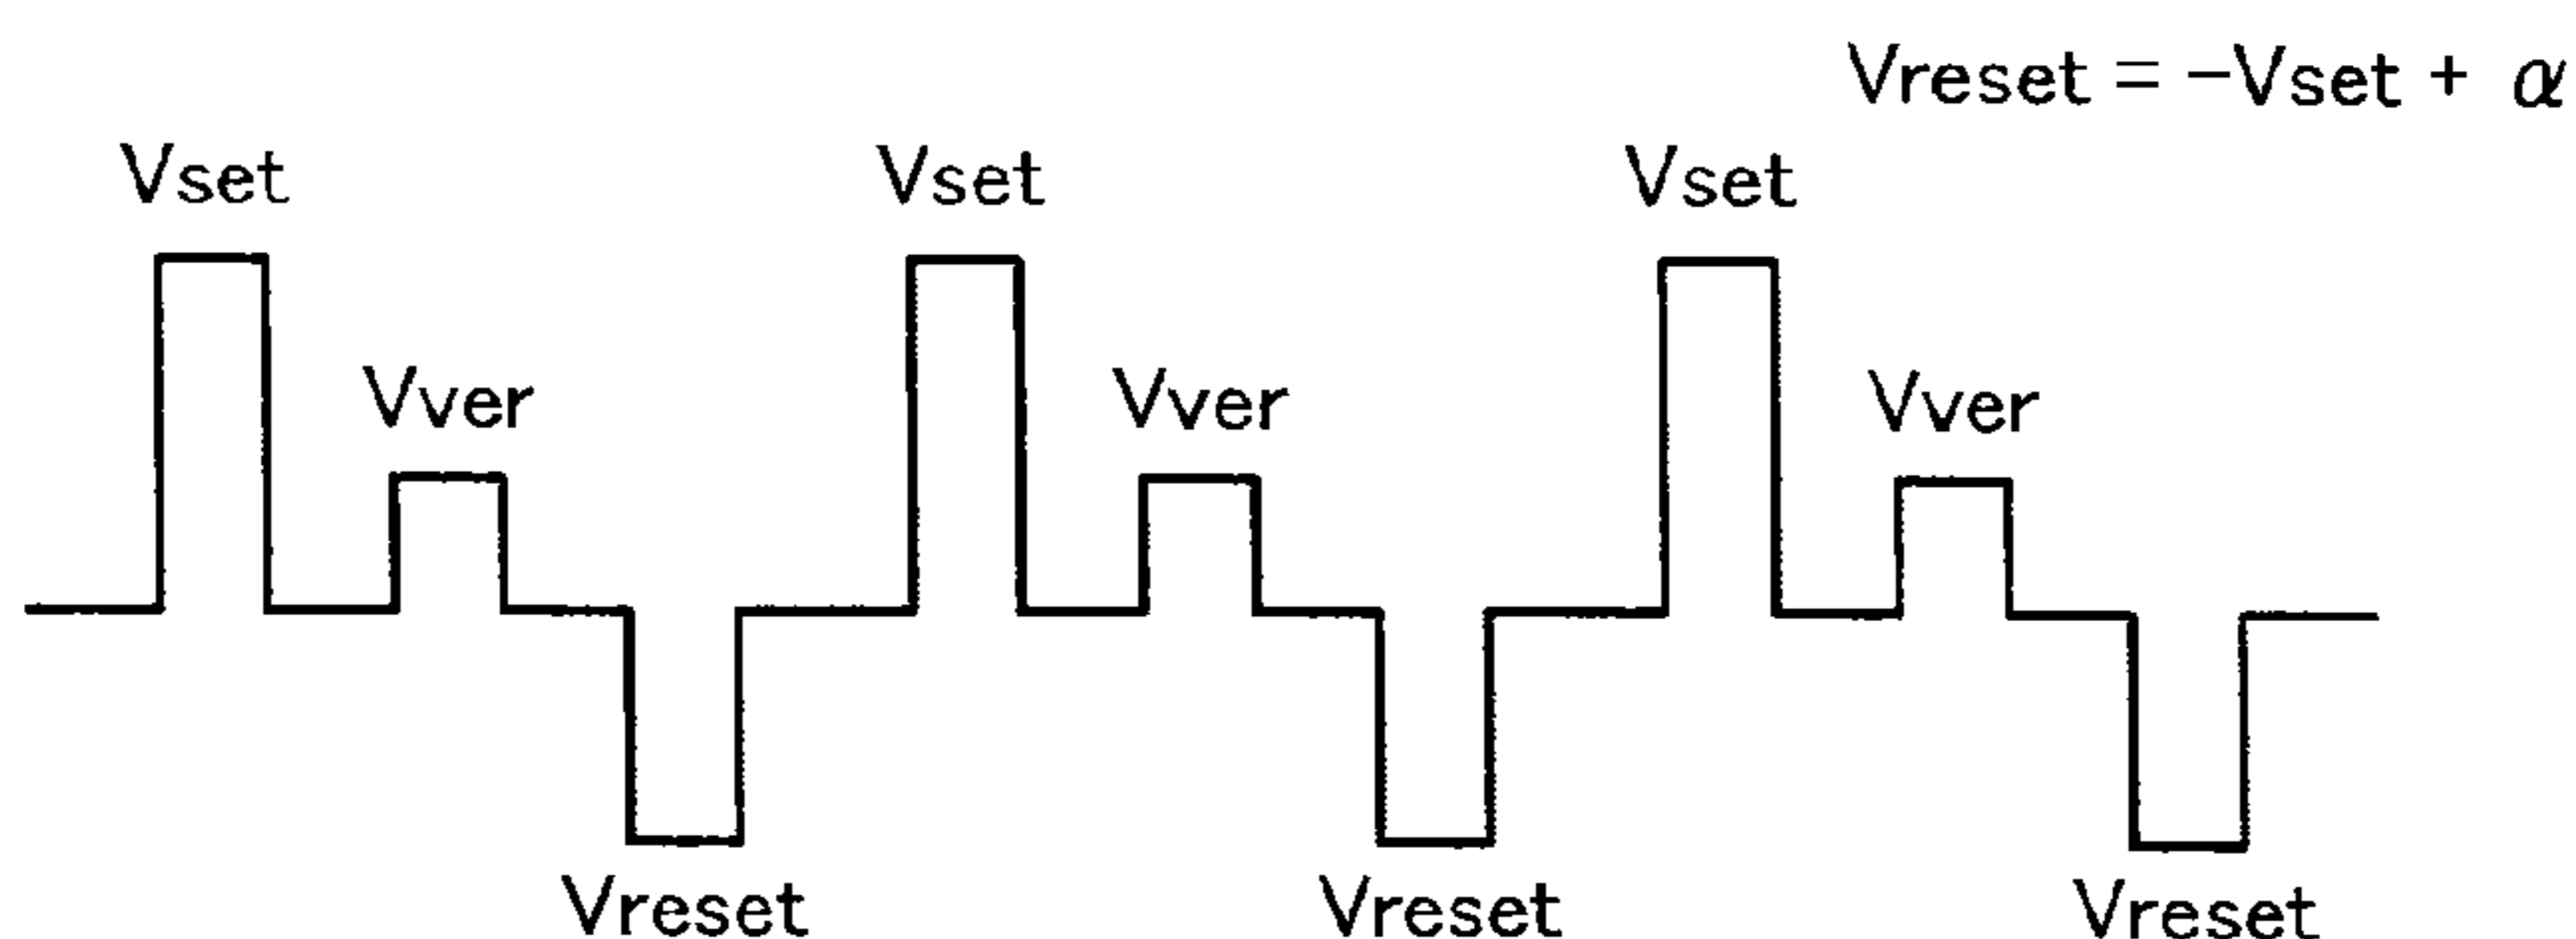 Vreset = -Vset + α
Vset Vset Vset
Vver Vver Vver
Vreset Vreset Vreset